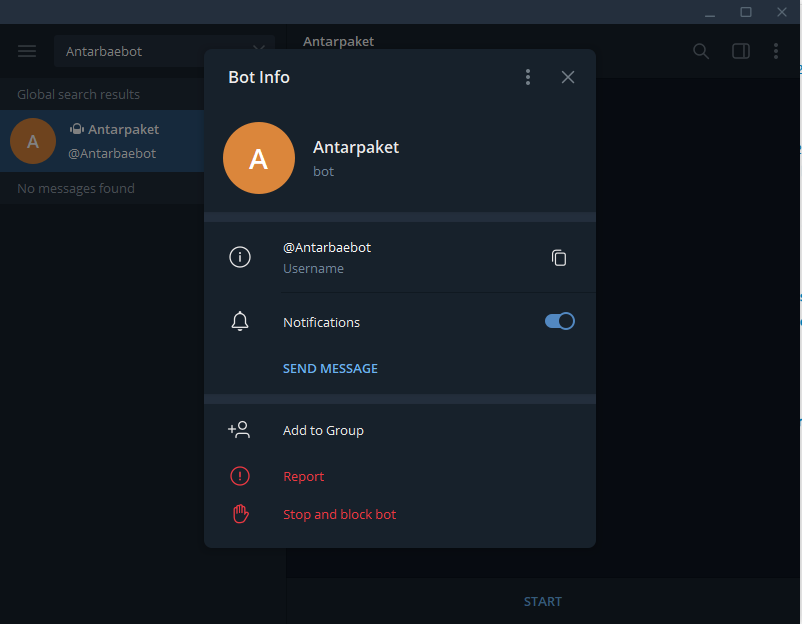 Antarbaebot
Global search results
A
Antarpaket
@Antarbaebot
No messages found
Antarpaket
Bot Info
A
Antarpaket
bot
@Antarbaebot
Username
Notifications
SEND MESSAGE
Add to Group
Report
Stop and block bot
START